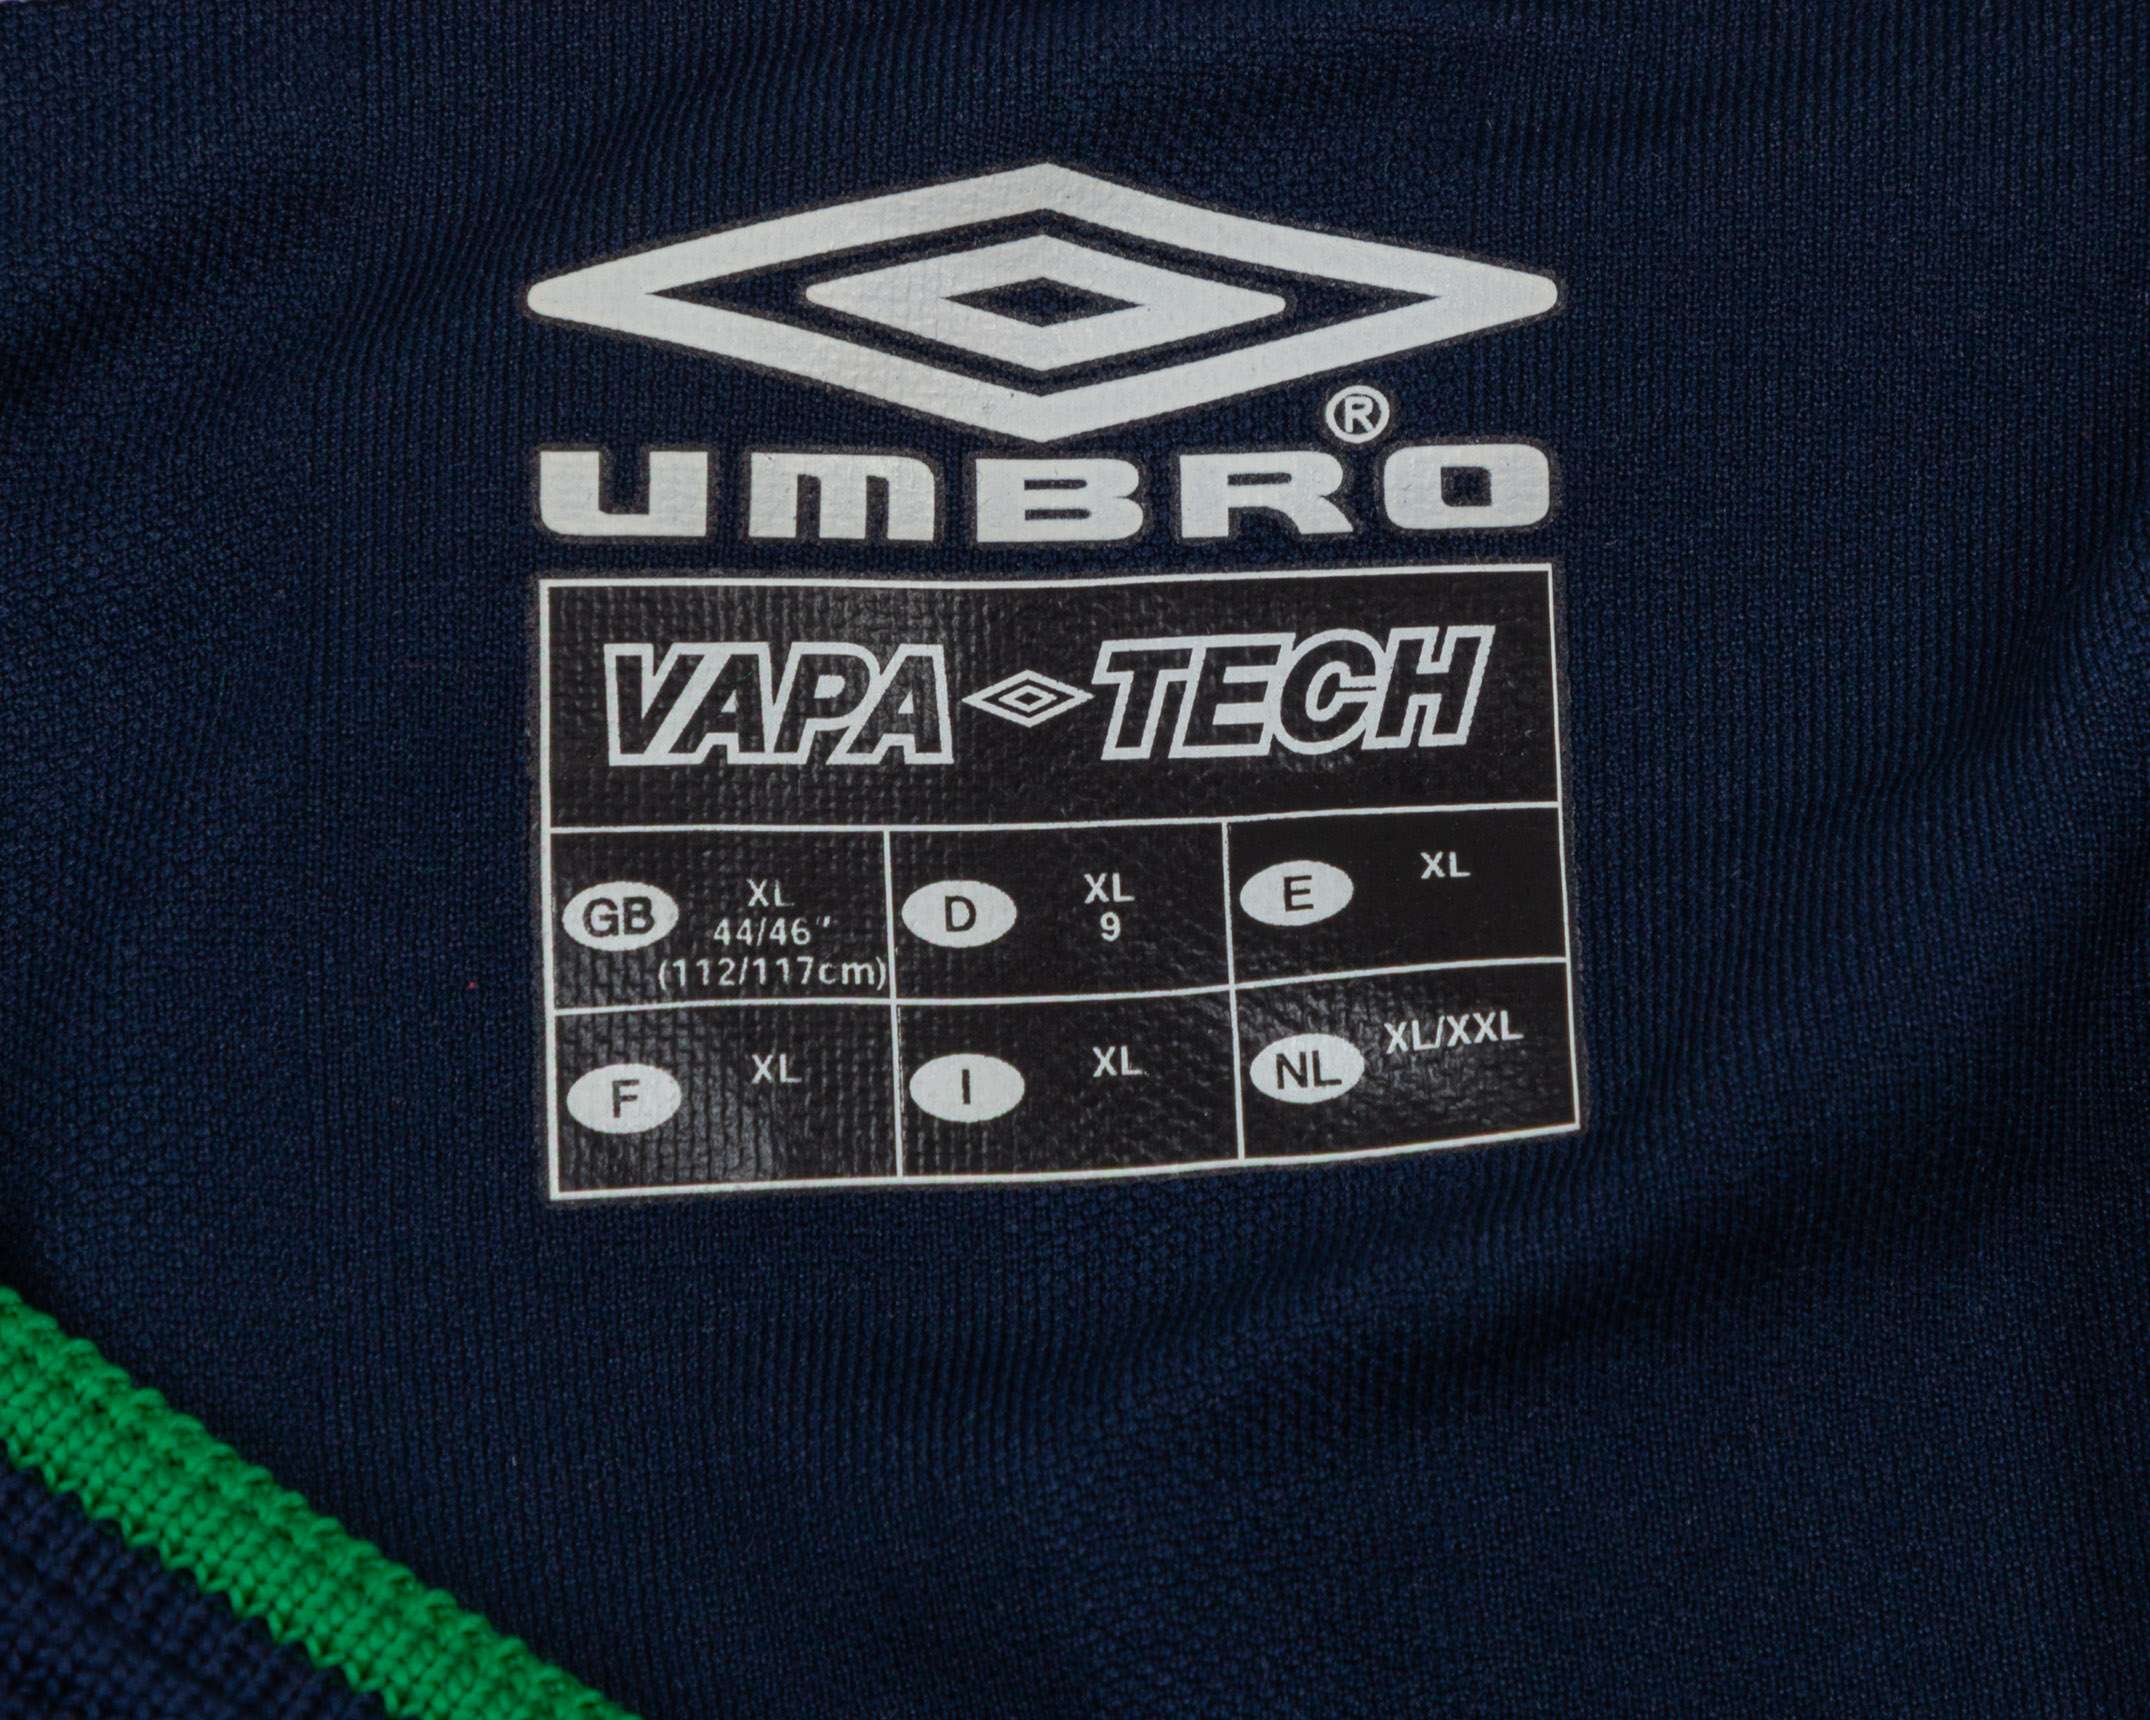 ®
UMBRO
VAPA TECH
GB XL
44/46"
(112/117cm)
D XL
9
E XL
F XL
I XL
NL XL/XXL